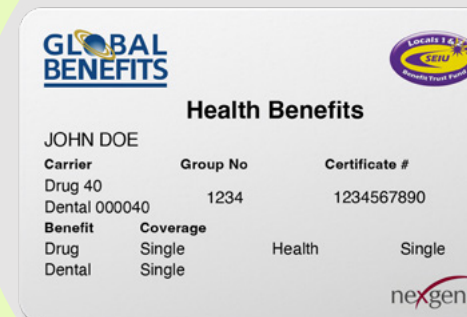 GLOBAL
BENEFITS
Locals 1 &
SEIU
Benefit Trust Fund
Health Benefits
JOHN DOE
Carrier Group No Certificate #
Drug 40
Dental 000040 1234 1234567890
Benefit Coverage
Drug Single Health Single
Dental Single
nexgen